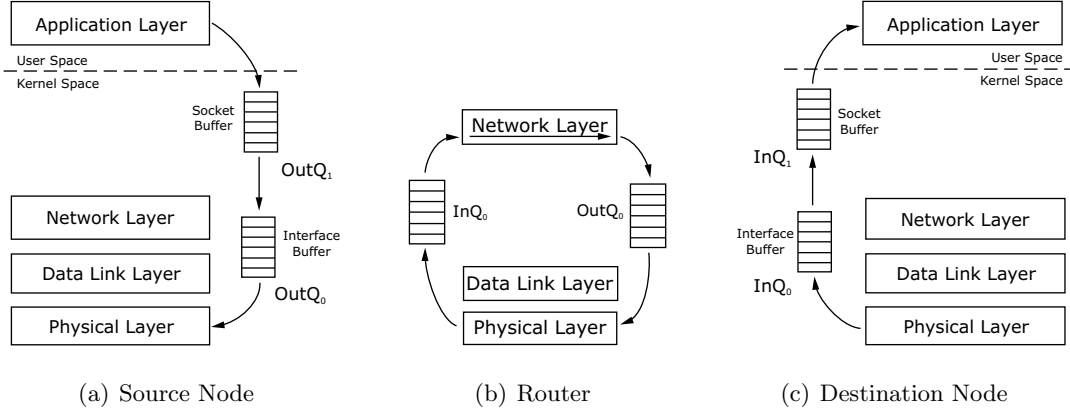 Application Layer
User Space
Kernel Space
Socket
Buffer
OutQ₁
Network Layer
Interface
Buffer
Data Link Layer
OutQ₀
Physical Layer
(a) Source Node
Network Layer
InQ₀
OutQ₀
Data Link Layer
Physical Layer
(b) Router
Application Layer
User Space
Kernel Space
Socket
Buffer
InQ₁
Network Layer
Interface
Buffer
Data Link Layer
InQ₀
Physical Layer
(c) Destination Node